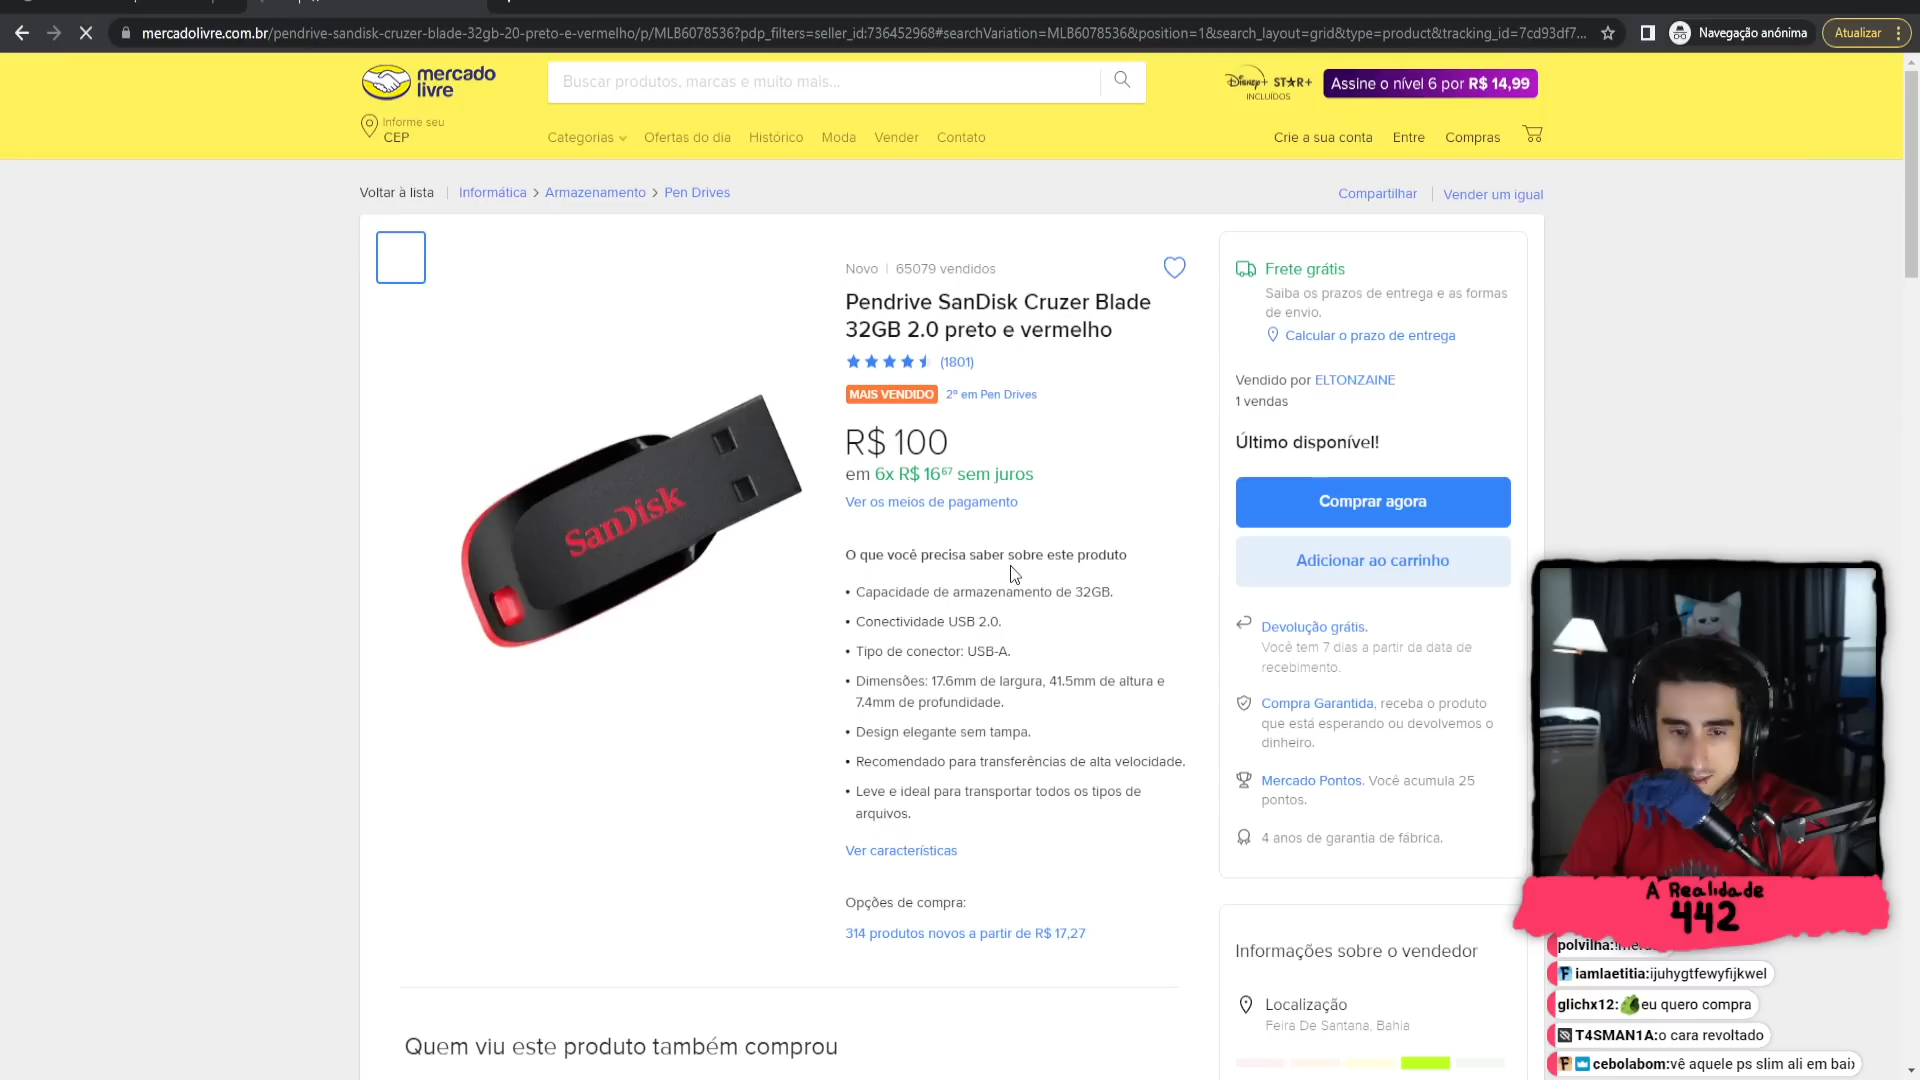 mercadolivre.com.br/pendrive-sandisk-cruzer-blade-32gb-20-preto-e-vermelho/p/MLB6078536?pdp_filters=seller_id:736452968#searchVariation=MLB6078536&position=1&search_layout=grid&type=product&tracking_id=7cd93df7...
Navegação anónima
Atualizar
mercado
livre
Buscar produtos, marcas e muito mais...
Disney+ STAR+
INCLUÍDOS
Assine o nível 6 por R$ 14,99
Informe seu
CEP
Categorias
Ofertas do dia
Histórico
Moda
Vender
Contato
Crie a sua conta
Entre
Compras
Voltar à lista
Informática > Armazenamento > Pen Drives
Compartilhar
Vender um igual
SanDisk
Novo | 65079 vendidos
Pendrive SanDisk Cruzer Blade
32GB 2.0 preto e vermelho
(1801)
MAIS VENDIDO 2º em Pen Drives
R$ 100
em 6x R$ 16⁶⁷ sem juros
Ver os meios de pagamento
O que você precisa saber sobre este produto
• Capacidade de armazenamento de 32GB.
• Conectividade USB 2.0.
• Tipo de conector: USB-A.
• Dimensões: 17.6mm de largura, 41.5mm de altura e
7.4mm de profundidade.
• Design elegante sem tampa.
• Recomendado para transferências de alta velocidade.
• Leve e ideal para transportar todos os tipos de
arquivos.
Ver características
Opções de compra:
314 produtos novos a partir de R$ 17,27
Quem viu este produto também comprou
Frete grátis
Saiba os prazos de entrega e as formas
de envio.
Calcular o prazo de entrega
Vendido por ELTONZAINE
1 vendas
Último disponível!
Comprar agora
Adicionar ao carrinho
Devolução grátis.
Você tem 7 dias a partir da data de
recebimento.
Compra Garantida, receba o produto
que está esperando ou devolvemos o
dinheiro.
Mercado Pontos. Você acumula 25
pontos.
4 anos de garantia de fábrica.
Informações sobre o vendedor
Localização
Feira De Santana, Bahia
A Realidade
442
polvilha:
iamlaetitia:ijuhygtfewyfijkwel
glichx12: eu quero compra
T4SMAN1A:o cara revoltado
cebolabom:vê aquele ps slim ali em baix